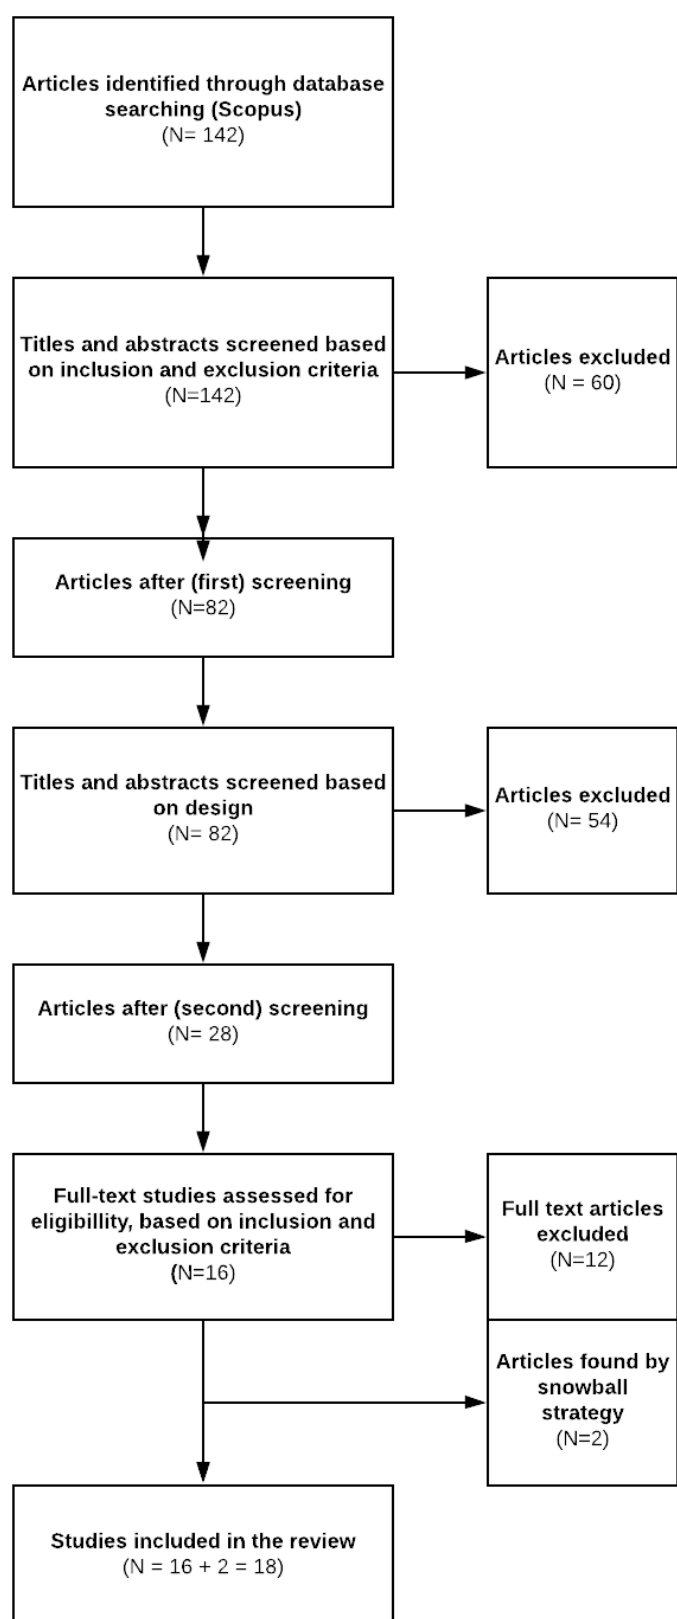 Articles identified through database
searching (Scopus)
(N= 142)
Titles and abstracts screened based
on inclusion and exclusion criteria
(N=142)
Articles excluded
(N = 60)
Articles after (first) screening
(N=82)
Titles and abstracts screened based
on design
(N= 82)
Articles excluded
(N= 54)
Articles after (second) screening
(N= 28)
Full-text studies assessed for
eligibillity, based on inclusion and
exclusion criteria
(N=16)
Full text articles
excluded
(N=12)
Articles found by
snowball
strategy
(N=2)
Studies included in the review
(N = 16 + 2 = 18)